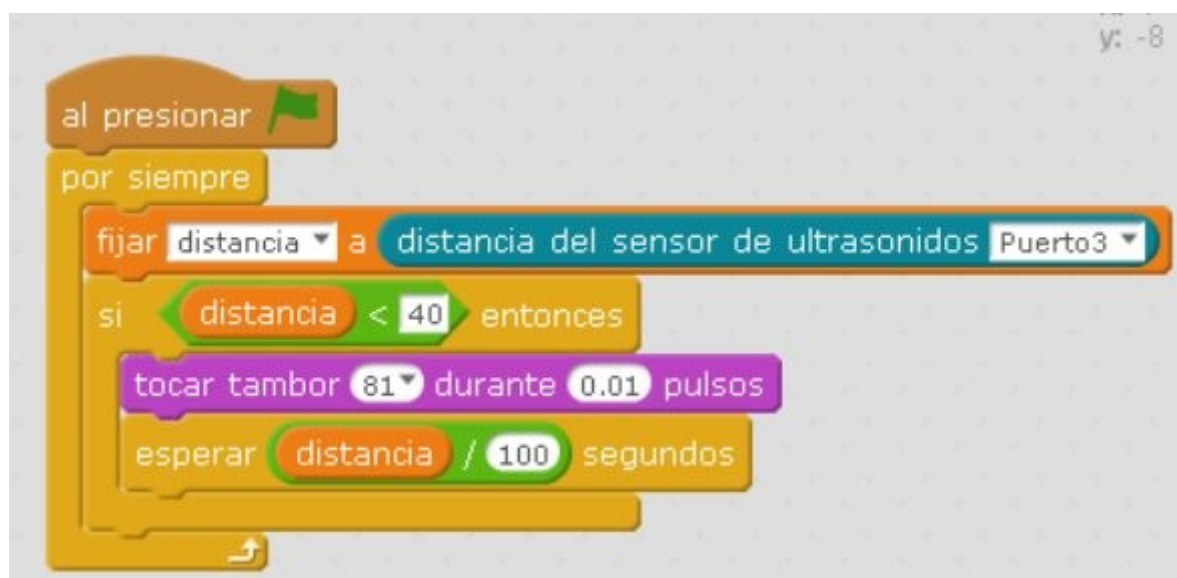 y: -8
al presionar
por siempre
fijar distancia a distancia del sensor de ultrasonidos Puerto3
si distancia < 40 entonces
tocar tambor 81 durante 0.01 pulsos
esperar distancia / 100 segundos